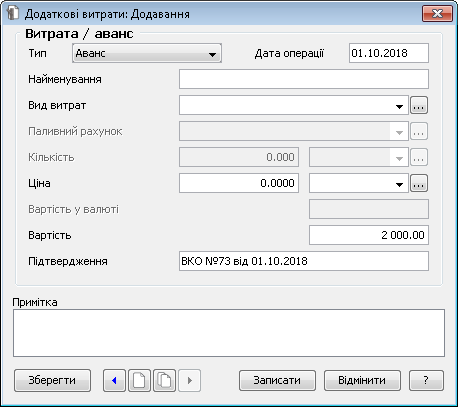 Додаткові витрати: Додавання
Витрата / аванс
Тип Аванс Дата операції 01.10.2018
Найменування
Вид витрат ...
Паливний рахунок ...
Кількість 0.000 ...
Ціна 0.0000 ...
Вартість у валюті
Вартість 2 000.00
Підтвердження ВКО №73 від 01.10.2018
Примітка
Зберегти Записати Відмінити ?